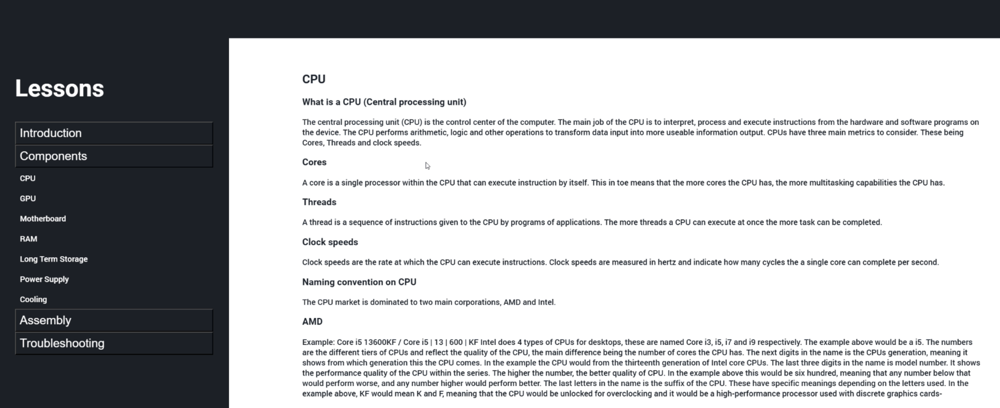 Lessons
Introduction
Components
CPU
GPU
Motherboard
RAM
Long Term Storage
Power Supply
Cooling
Assembly
Troubleshooting
CPU
What is a CPU (Central processing unit)
The central processing unit (CPU) is the control center of the computer. The main job of the CPU is to interpret, process and execute instructions from the hardware and software programs on
the device. The CPU performs arithmetic, logic and other operations to transform data input into more useable information output. CPUs have three main metrics to consider. These being
Cores, Threads and clock speeds.
Cores
A core is a single processor within the CPU that can execute instruction by itself. This in toe means that the more cores the CPU has, the more multitasking capabilities the CPU has.
Threads
A thread is a sequence of instructions given to the CPU by programs of applications. The more threads a CPU can execute at once the more task can be completed.
Clock speeds
Clock speeds are the rate at which the CPU can execute instructions. Clock speeds are measured in hertz and indicate how many cycles the a single core can complete per second.
Naming convention on CPU
The CPU market is dominated to two main corporations, AMD and Intel.
AMD
Example: Core i5 13600KF / Core i5 | 13 | 600 | KF Intel does 4 types of CPUs for desktops, these are named Core i3, i5, i7 and i9 respectively. The example above would be a i5. The numbers
are the different tiers of CPUs and reflect the quality of the CPU, the main difference being the number of cores the CPU has. The next digits in the name is the CPUs generation, meaning it
shows from which generation this the CPU comes. In the example the CPU would from the thirteenth generation of Intel core CPUs. The last three digits in the name is model number. It shows
the performance quality of the CPU within the series. The higher the number, the better quality of CPU. In the example above this would be six hundred, meaning that any number below that
would perform worse, and any number higher would perform better. The last letters in the name is the suffix of the CPU. These have specific meanings depending on the letters used. In the
example above, KF would mean K and F, meaning that the CPU would be unlocked for overclocking and it would be a high-performance processor used with discrete graphics cards-